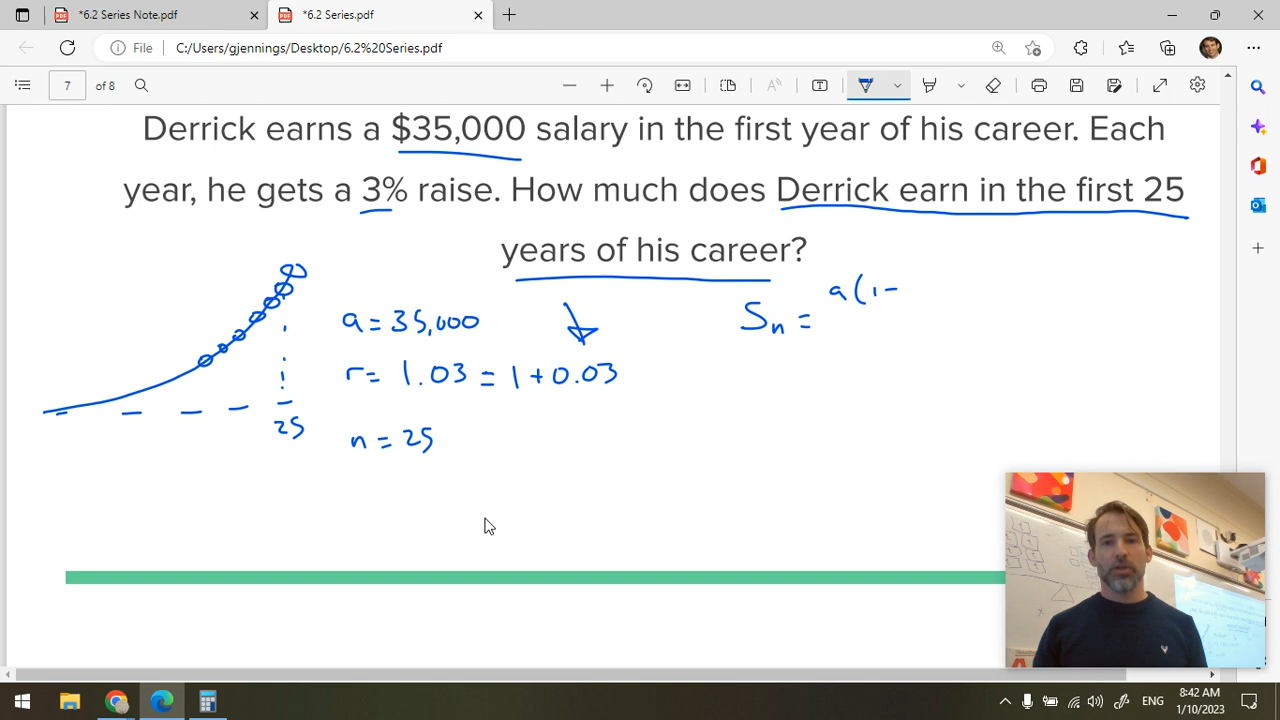 *6.2 Series Note.pdf
*6.2 Series.pdf
File
C:/Users/gjennings/Desktop/6.2%20Series.pdf
7 of 8
Derrick earns a $35,000 salary in the first year of his career. Each
year, he gets a 3% raise. How much does Derrick earn in the first 25
years of his career?
a = 35,000
Sn = a(1-
r = 1.03 = 1 + 0.03
25
n = 25
ENG
8:42 AM
1/10/2023